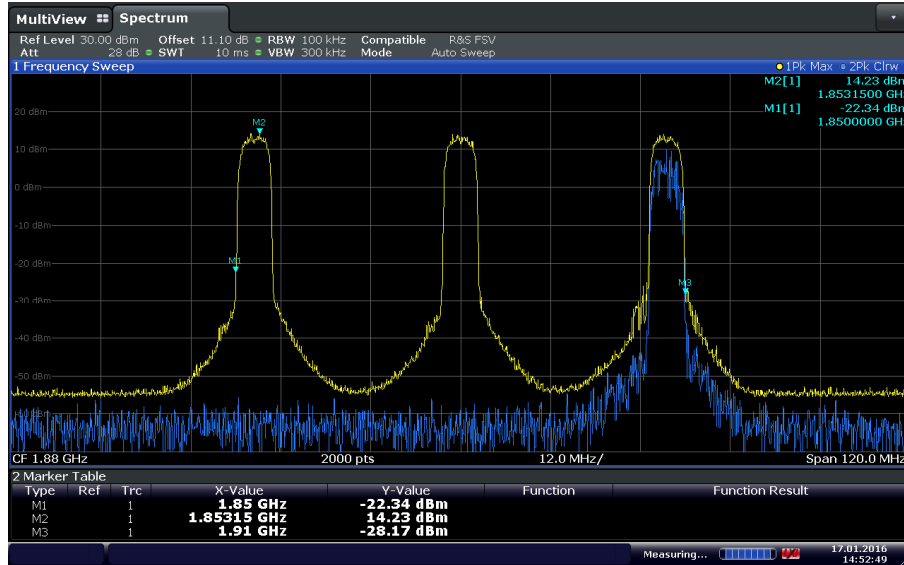 MultiView Spectrum
Ref Level 30.00 dBm Offset 11.10 dB RBW 100 kHz Compatible R&S FSV
Att 28 dB SWT 10 ms VBW 300 kHz Mode Auto Sweep
1 Frequency Sweep 1Pk Max 2Pk Clrw
M2[1] 14.23 dBm
1.8531500 GHz
M1[1] -22.34 dBm
1.8500000 GHz
20 dBm
M2
10 dBm
0 dBm
-10 dBm
-20 dBm
M1
M3
-30 dBm
-40 dBm
-50 dBm
CF 1.88 GHz 2000 pts 12.0 MHz/ Span 120.0 MHz
2 Marker Table
Type Ref Trc X-Value Y-Value Function Function Result
M1 1 1.85 GHz -22.34 dBm
M2 1 1.85315 GHz 14.23 dBm
M3 1 1.91 GHz -28.17 dBm
Measuring... 17.01.2016
14:52:49